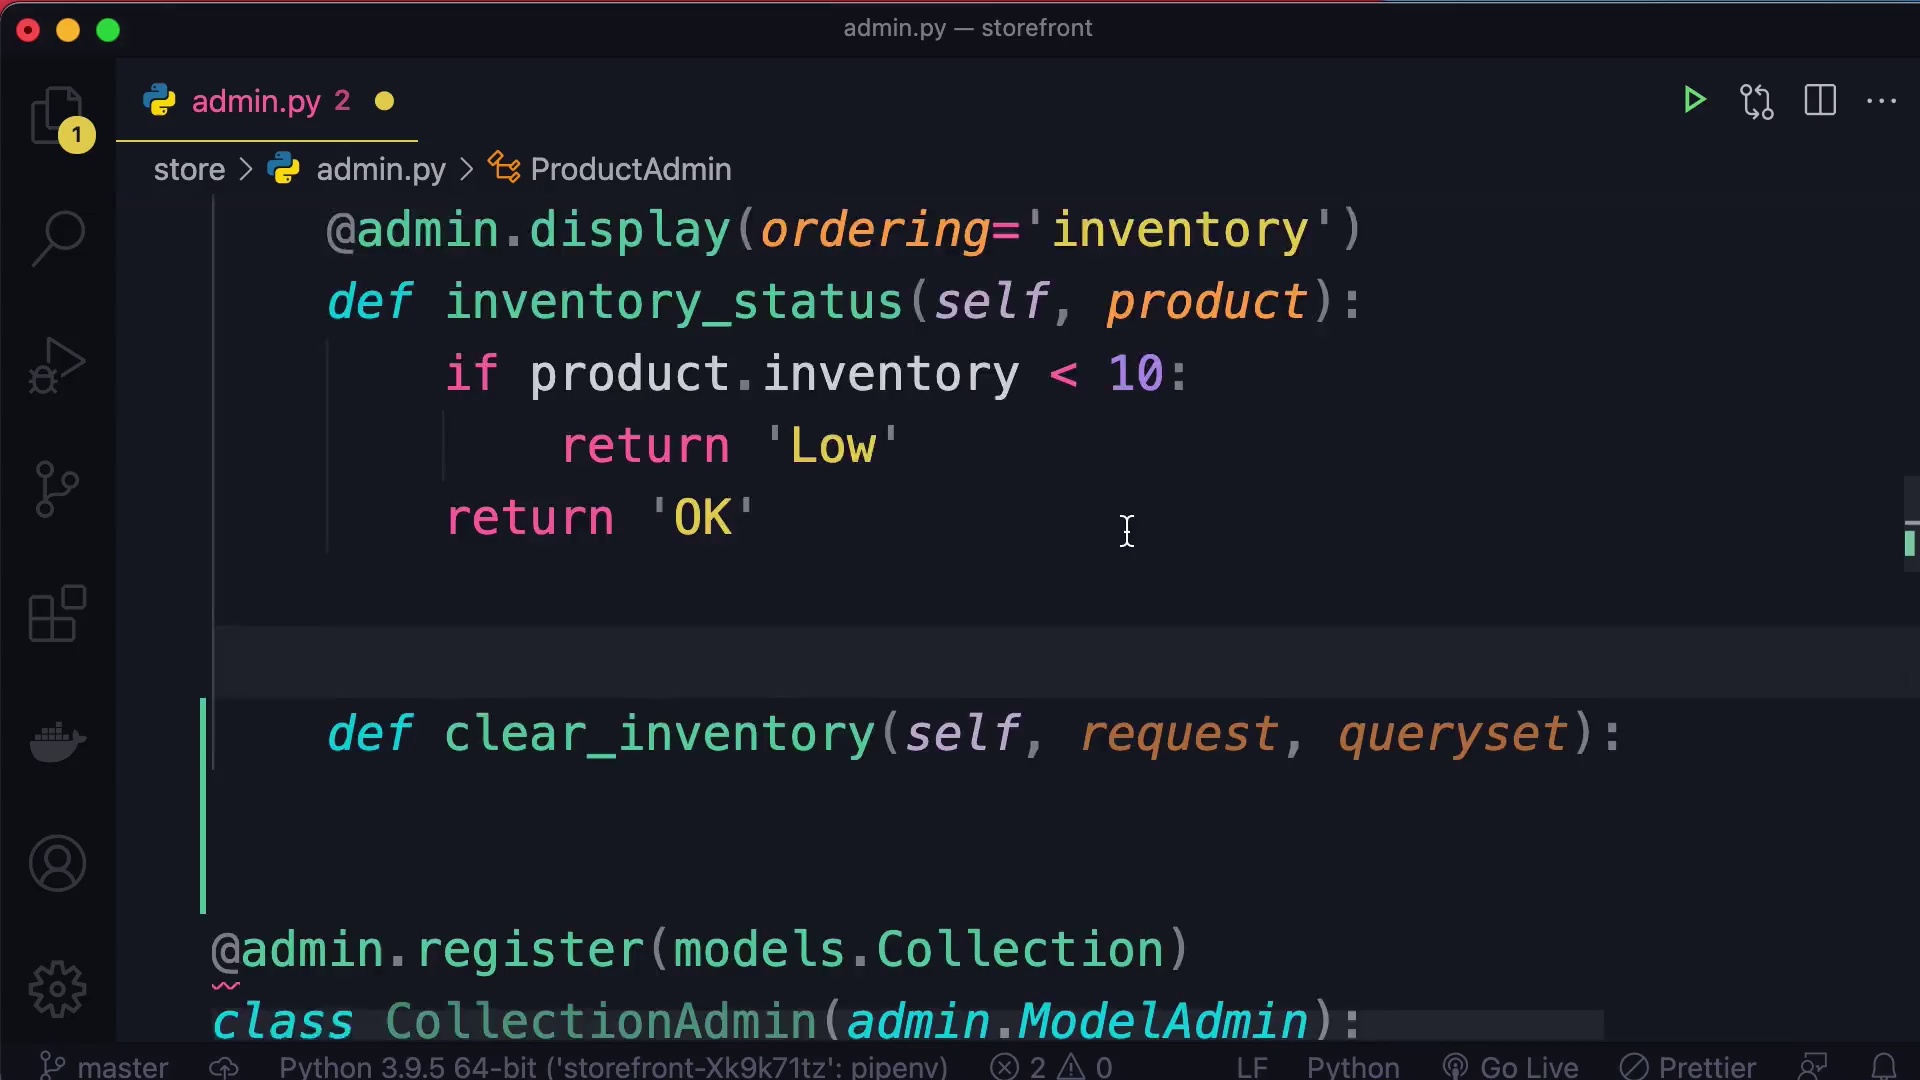 admin.py — storefront
admin.py 2
1
store > admin.py > ProductAdmin
@admin.display(ordering='inventory')
def inventory_status(self, product):
if product.inventory < 10:
return 'Low'
return 'OK'
def clear_inventory(self, request, queryset):
@admin.register(models.Collection)
class CollectionAdmin(admin.ModelAdmin):
master Python 3.9.5 64-bit ('storefront-Xk9k71tz': pipenv) 2 0 LF Python Go Live Prettier